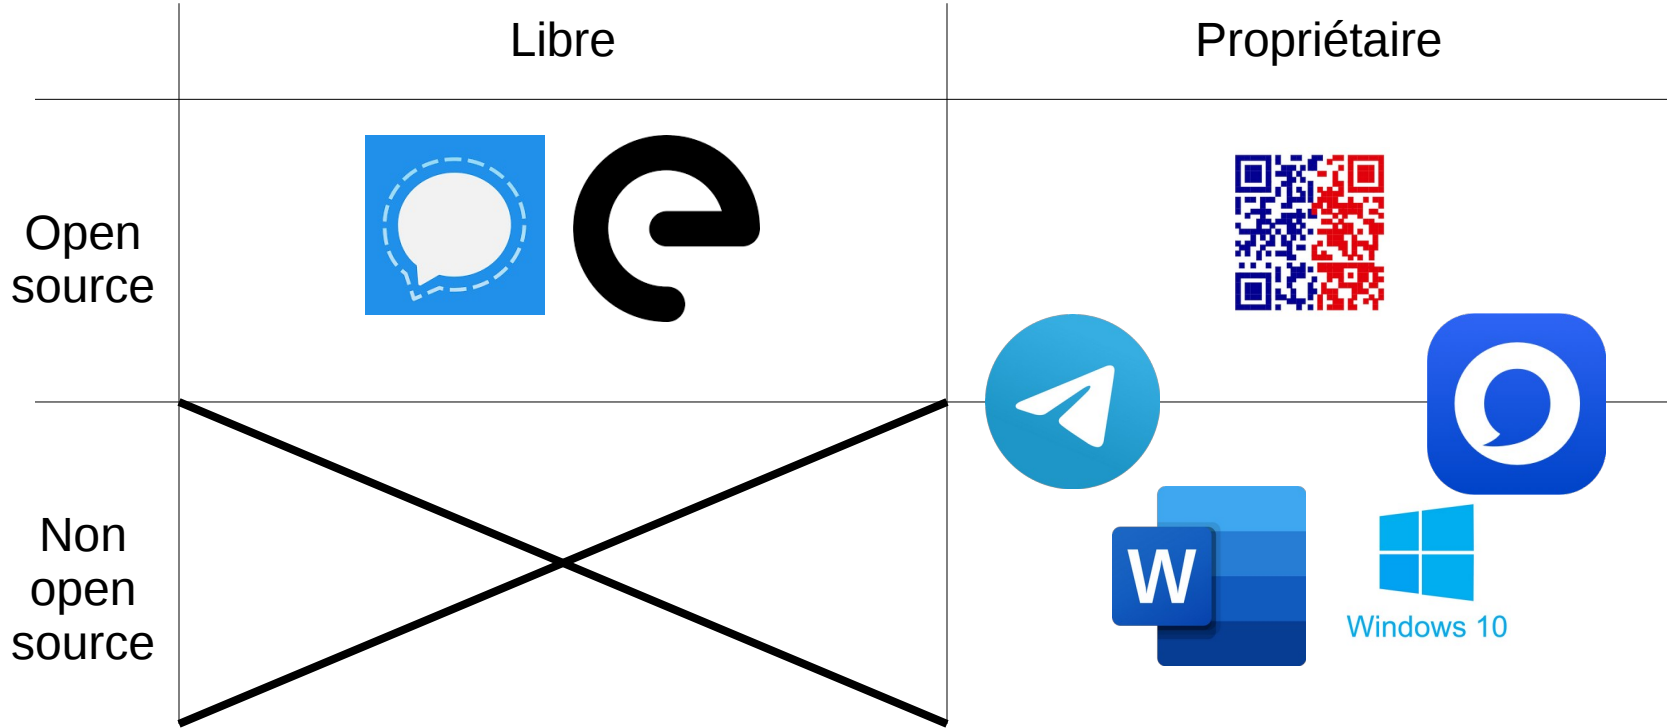 Libre
Propriétaire
Open
source
Non
open
source
W
Windows 10